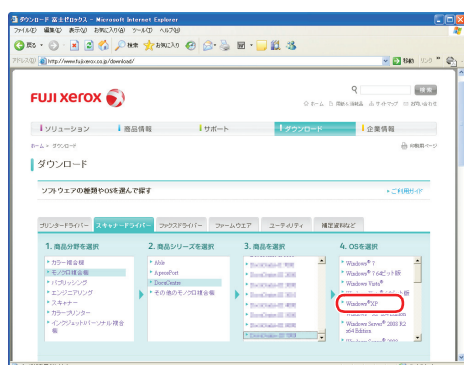 ダウンロード 富士ゼロックス - Microsoft Internet Explorer
ファイル(F) 編集(E) 表示(V) お気に入り(A) ツール(T) ヘルプ(H)
戻る 検索 お気に入り
アドレス(D) http://www.fujixerox.co.jp/download/ 移動 リンク
FUJI XEROX
検索
ホーム サイトマップ お問い合わせ
ソリューション 商品情報 サポート ダウンロード 企業情報
ホーム > ダウンロード 印刷用ページ
ダウンロード
ソフトウェアの種類やOSを選んで探す ご利用ガイド
プリンタードライバー スキャナードライバー ファクスドライバー ファームウエア ユーティリティ 補足資料など
1. 商品分野を選択
カラー複合機
モノクロ複合機
パブリッシング
エンジニアリング
スキャナー
カラープリンター
インクジェットパーソナル複合機
2. 商品シリーズを選択
Able
ApeosPort
DocuCentre
その他のモノクロ複合機
3. 商品を選択
4. OSを選択
Windows® 7
Windows® 7 64ビット版
Windows Vista®
Windows® XP
Windows Server® 2008 R2 x64 Edition
Windows Server® 2008